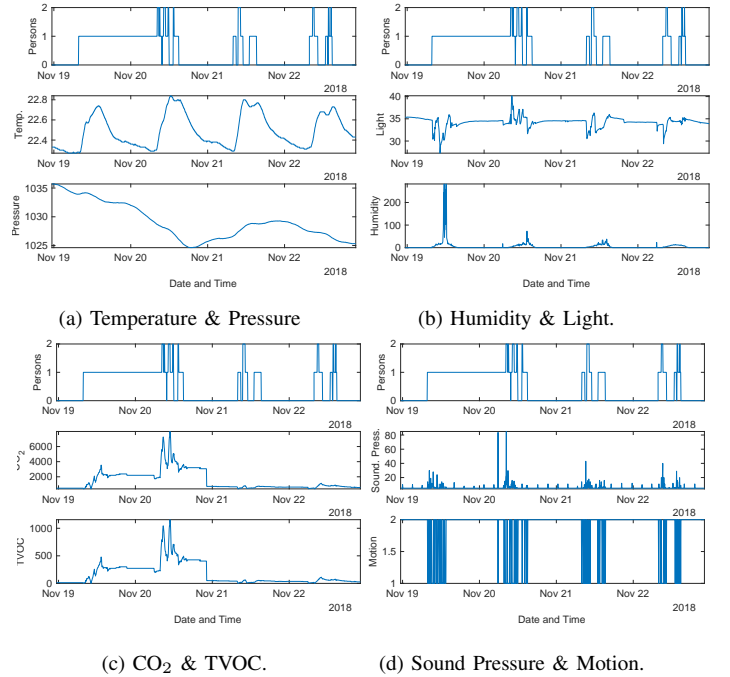 2
1
0
Persons
Nov 19 Nov 20 Nov 21 Nov 22
2018
22.8
22.6
22.4
Temp.
Nov 19 Nov 20 Nov 21 Nov 22
2018
1035
1030
1025
Pressure
Nov 19 Nov 20 Nov 21 Nov 22
2018
Date and Time
(a) Temperature & Pressure
2
1
0
Persons
Nov 19 Nov 20 Nov 21 Nov 22
2018
40
35
30
Light
Nov 19 Nov 20 Nov 21 Nov 22
2018
200
100
0
Humidity
Nov 19 Nov 20 Nov 21 Nov 22
2018
Date and Time
(b) Humidity & Light.
2
1
0
Persons
Nov 19 Nov 20 Nov 21 Nov 22
2018
6000
4000
2000
CO₂
Nov 19 Nov 20 Nov 21 Nov 22
2018
1000
500
0
TVOC
Nov 19 Nov 20 Nov 21 Nov 22
2018
Date and Time
(c) CO₂ & TVOC.
2
1
0
Persons
Nov 19 Nov 20 Nov 21 Nov 22
2018
80
60
40
20
Sound. Press.
Nov 19 Nov 20 Nov 21 Nov 22
2018
2
1.5
1
Motion
Nov 19 Nov 20 Nov 21 Nov 22
2018
Date and Time
(d) Sound Pressure & Motion.